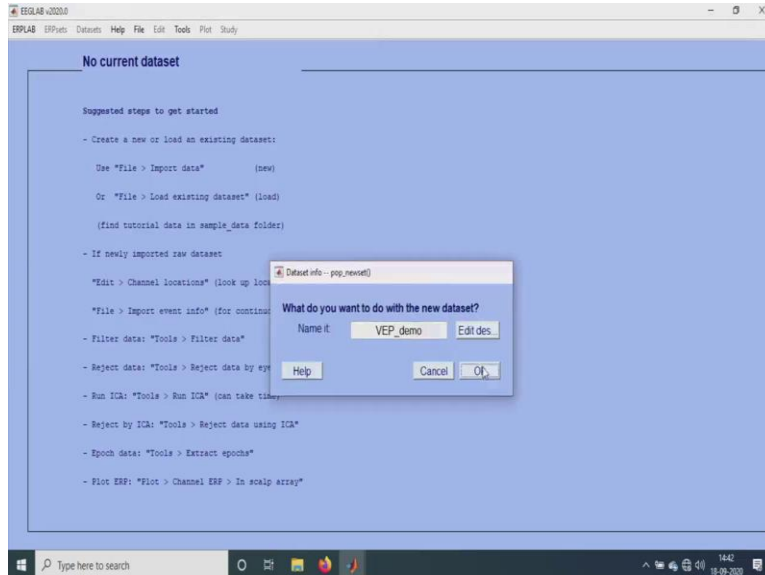 EEGLAB v2020.0
ERPLAB ERPsets Datasets Help File Edit Tools Plot Study
No current dataset
Suggested steps to get started
- Create a new or load an existing dataset:
Use "File > Import data" (new)
Or "File > Load existing dataset" (load)
(find tutorial data in sample_data folder)
- If newly imported raw dataset
"Edit > Channel locations" (look up loc
"File > Import event info" (for continu
- Filter data: "Tools > Filter data"
- Reject data: "Tools > Reject data by eye
- Run ICA: "Tools > Run ICA" (can take time)
- Reject by ICA: "Tools > Reject data using ICA"
- Epoch data: "Tools > Extract epochs"
- Plot ERP: "Plot > Channel ERP > In scalp array"
Dataset info -- pop_newset()
What do you want to do with the new dataset?
Name it: VEP_demo Edit des...
Help Cancel Ok
Type here to search
14:42
18-09-2020